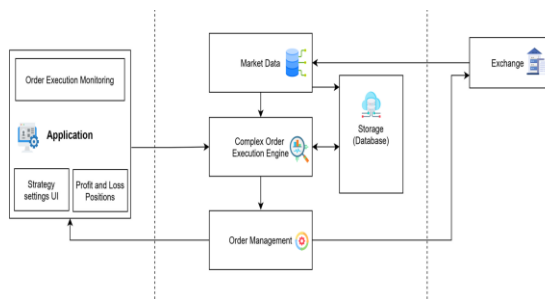 Order Execution Monitoring
Application
Strategy
settings UI
Profit and Loss
Positions
Market Data
Complex Order
Execution Engine
Order Management
Storage
(Database)
Exchange